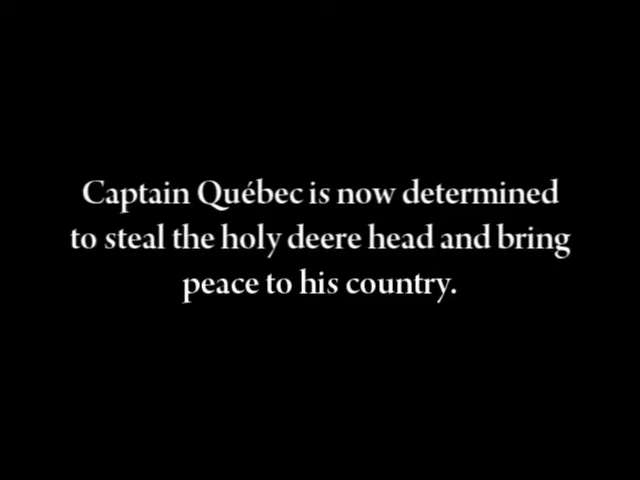 Captain Québec is now determined
to steal the holy deere head and bring
peace to his country.